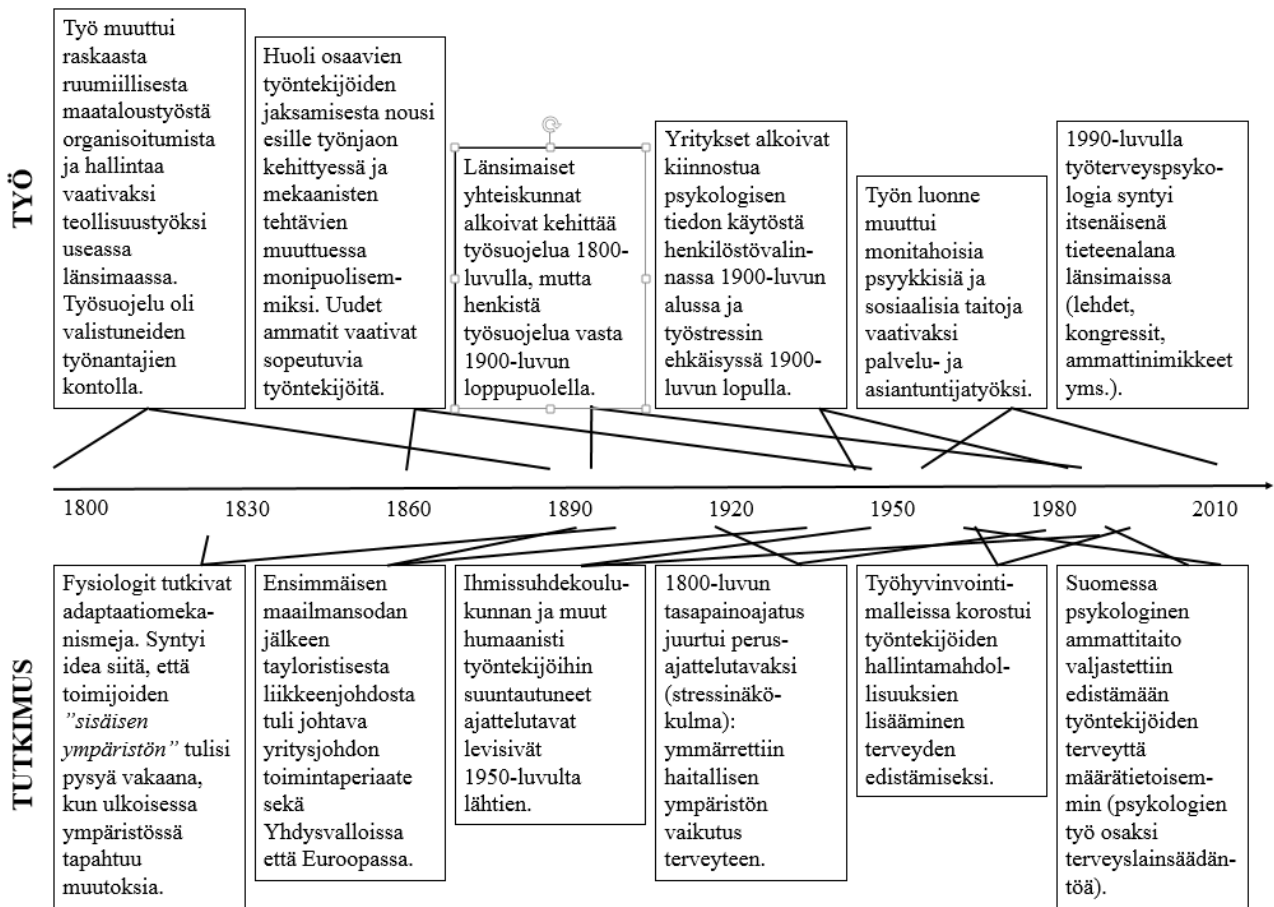 TYÖ
Työ muuttui
raskaasta
ruumiillisesta
maataloustyöstä
organisoitumista
ja hallintaa
vaativaksi
teollisuustyöksi
useassa
länsimaassa.
Työsuojelu oli
valistuneiden
työnantajien
kontolla.
Huoli osaavien
työntekijöiden
jaksamisesta nousi
esille työnjaon
kehittyessä ja
mekaanisten
tehtävien
muuttuessa
monipuolisem-
miksi. Uudet
ammatit vaativat
sopeutuvia
työntekijöitä.
Länsimaiset
yhteiskunnat
alkoivat kehittää
työsuojelua 1800-
luvulla, mutta
henkistä
työsuojelua vasta
1900-luvun
loppupuolella.
Yritykset alkoivat
kiinnostua
psykologisen
tiedon käytöstä
henkilöstövalin-
nassa 1900-luvun
alussa ja
työstressin
ehkäisyssä 1900-
luvun lopulla.
Työn luonne
muuttui
monitahoisia
psyykkisiä ja
sosiaalisia taitoja
vaativaksi
palvelu- ja
asiantuntijatyöksi.
1990-luvulla
työterveyspsyko-
logia syntyi
itsenäisenä
tieteenalana
länsimaissa
(lehdet,
kongressit,
ammattinimikkeet
yms.).
1800 1830 1860 1890 1920 1950 1980 2010
TUTKIMUS
Fysiologit tutkivat
adaptaatiomeka-
nismeja. Syntyi
idea siitä, että
toimijoiden
”sisäisen
ympäristön” tulisi
pysyä vakaana,
kun ulkoisessa
ympäristössä
tapahtuu
muutoksia.
Ensimmäisen
maailmansodan
jälkeen
tayloristisesta
liikkeenjohdosta
tuli johtava
yritysjohdon
toimintaperiaate
sekä
Yhdysvalloissa
että Euroopassa.
Ihmissuhdekoulu-
kunnan ja muut
humaanisti
työntekijöihin
suuntautuneet
ajattelutavat
levisivät
1950-luvulta
lähtien.
1800-luvun
tasapainoajatus
juurtui perus-
ajattelutavaksi
(stressinäkö-
kulma):
ymmärrettiin
haitallisen
ympäristön
vaikutus
terveyteen.
Työhyvinvointi-
malleissa korostui
työntekijöiden
hallintamahdol-
lisuuksien
lisääminen
terveyden
edistämiseksi.
Suomessa
psykologinen
ammattitaito
valjastettiin
edistämään
työntekijöiden
terveyttä
määrätietoisem-
min (psykologien
työ osaksi
terveyslainsäädän-
töä).